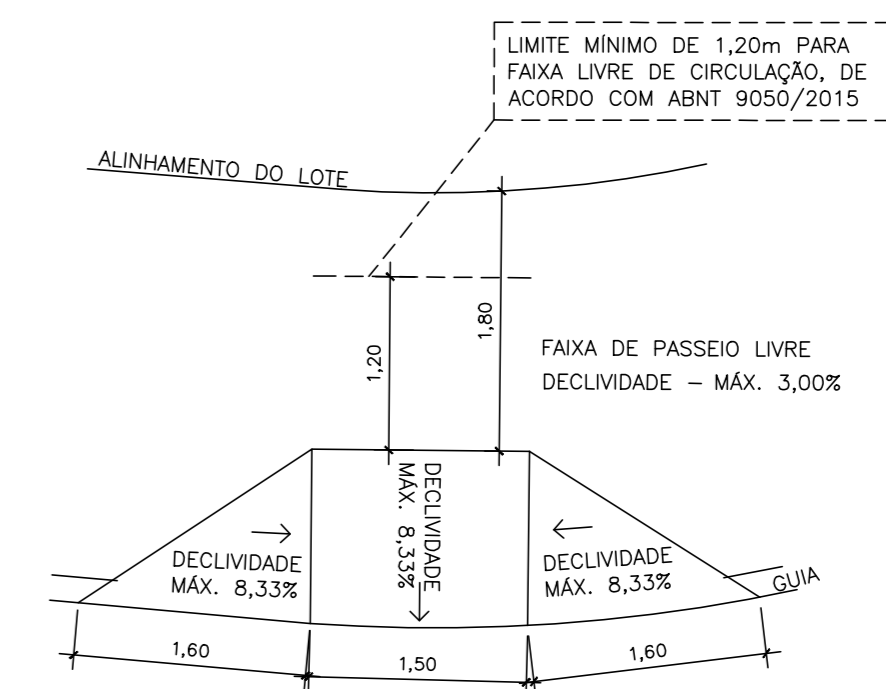 LIMITE MÍNIMO DE 1,20m PARA
FAIXA LIVRE DE CIRCULAÇÃO, DE
ACORDO COM ABNT 9050/2015
ALINHAMENTO DO LOTE
1,20
1,80
FAIXA DE PASSEIO LIVRE
DECLIVIDADE – MÁX. 3,00%
DECLIVIDADE
MÁX. 8,33%
DECLIVIDADE
MÁX. 8,33%
DECLIVIDADE
MÁX. 8,33%
GUIA
1,60
1,50
1,60